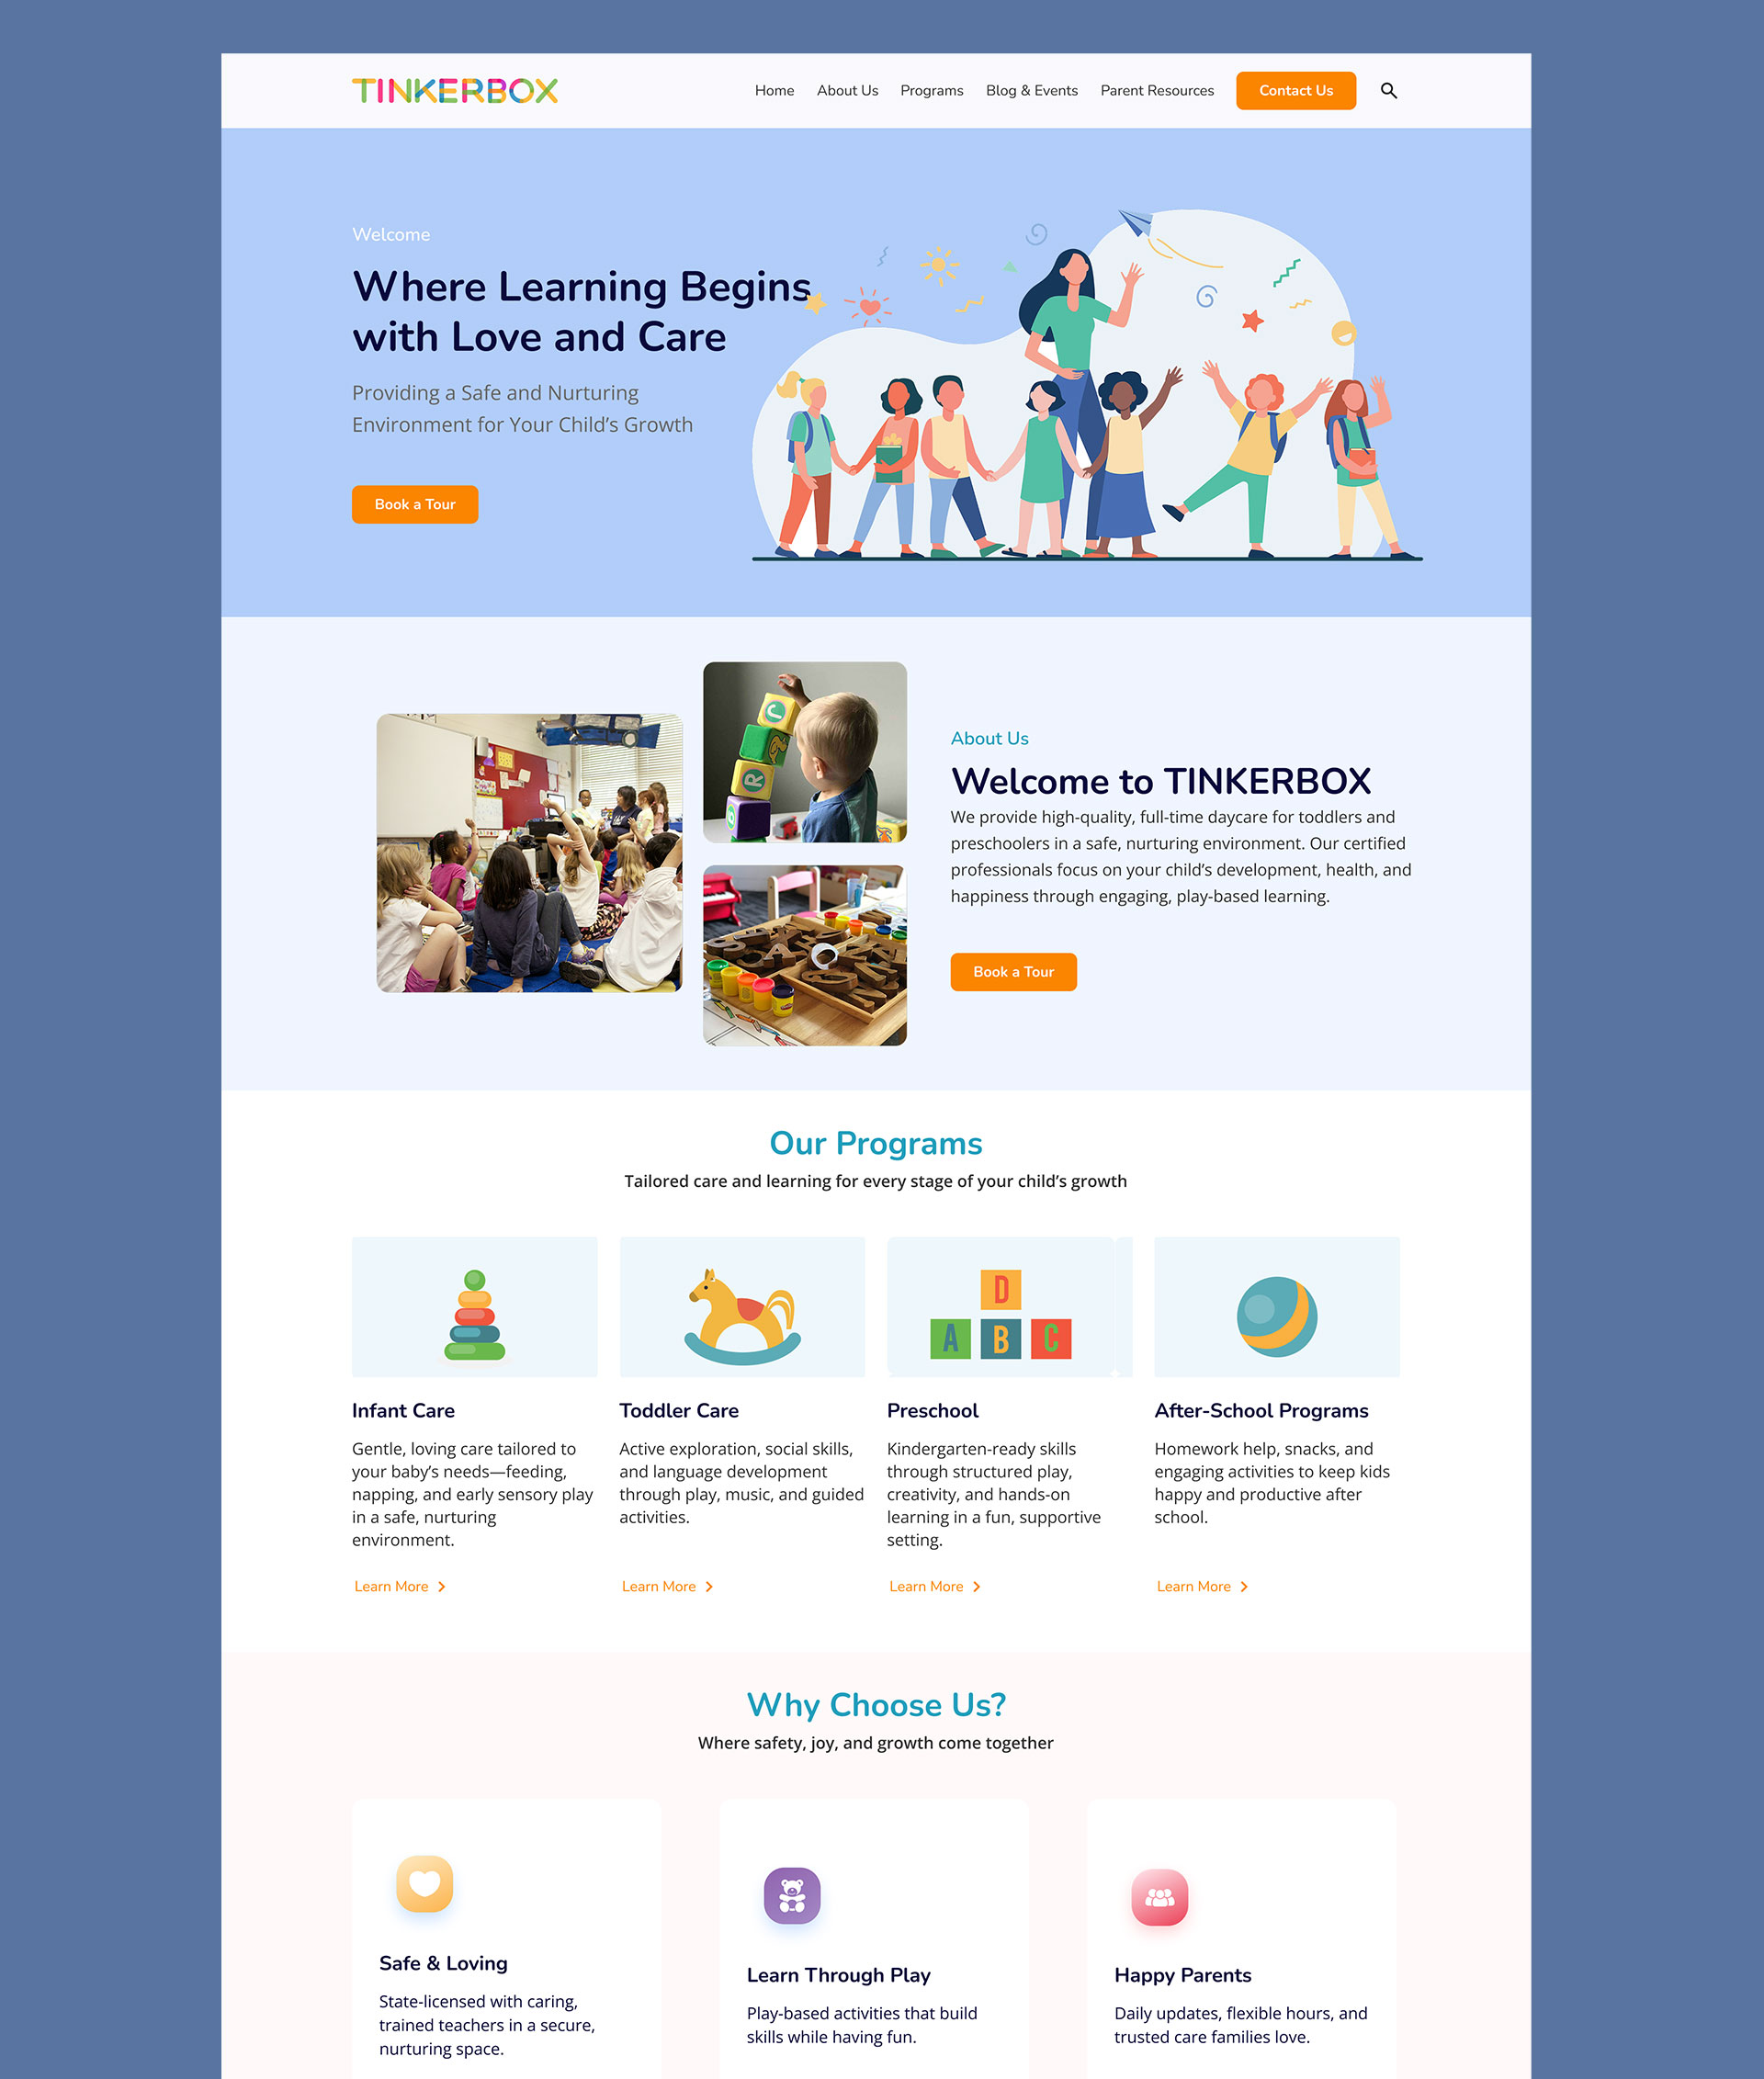 TINKERBOX
Home About Us Programs Blog & Events Parent Resources Contact Us
Welcome
Where Learning Begins
with Love and Care
Providing a Safe and Nurturing
Environment for Your Child’s Growth
Book a Tour
R
About Us
Welcome to TINKERBOX
We provide high-quality, full-time daycare for toddlers and
preschoolers in a safe, nurturing environment. Our certified
professionals focus on your child’s development, health, and
happiness through engaging, play-based learning.
Book a Tour
Our Programs
Tailored care and learning for every stage of your child’s growth
D
A B C
Infant Care
Gentle, loving care tailored to
your baby’s needs—feeding,
napping, and early sensory play
in a safe, nurturing
environment.
Learn More
Toddler Care
Active exploration, social skills,
and language development
through play, music, and guided
activities.
Learn More
Preschool
Kindergarten-ready skills
through structured play,
creativity, and hands-on
learning in a fun, supportive
setting.
Learn More
After-School Programs
Homework help, snacks, and
engaging activities to keep kids
happy and productive after
school.
Learn More
Why Choose Us?
Where safety, joy, and growth come together
Safe & Loving
State-licensed with caring,
trained teachers in a secure,
nurturing space.
Learn Through Play
Play-based activities that build
skills while having fun.
Happy Parents
Daily updates, flexible hours, and
trusted care families love.